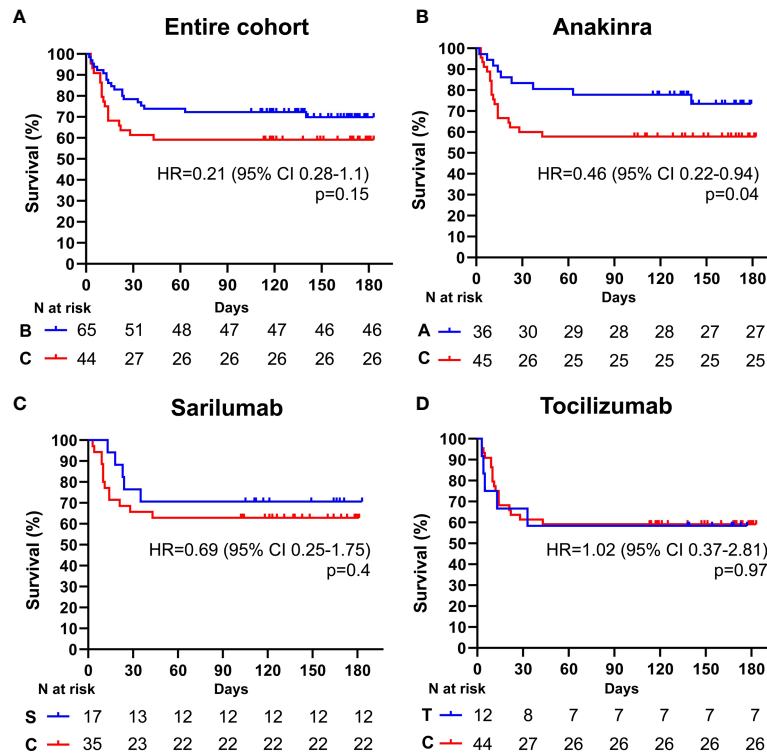 A
Entire cohort
Survival (%)
100
90
80
70
60
50
40
30
20
10
0
HR=0.21 (95% CI 0.28-1.1)
p=0.15
0 30 60 90 120 150 180
N at risk
Days
B 65 51 48 47 47 46 46
C 44 27 26 26 26 26 26
B
Anakinra
Survival (%)
100
90
80
70
60
50
40
30
20
10
0
HR=0.46 (95% CI 0.22-0.94)
p=0.04
0 30 60 90 120 150 180
N at risk
Days
A 36 30 29 28 28 27 27
C 45 26 25 25 25 25 25
C
Sarilumab
Survival (%)
100
90
80
70
60
50
40
30
20
10
0
HR=0.69 (95% CI 0.25-1.75)
p=0.4
0 30 60 90 120 150 180
N at risk
Days
S 17 13 12 12 12 12 12
C 35 23 22 22 22 22 22
D
Tocilizumab
Survival (%)
100
90
80
70
60
50
40
30
20
10
0
HR=1.02 (95% CI 0.37-2.81)
p=0.97
0 30 60 90 120 150 180
N at risk
Days
T 12 8 7 7 7 7 7
C 44 27 26 26 26 26 26